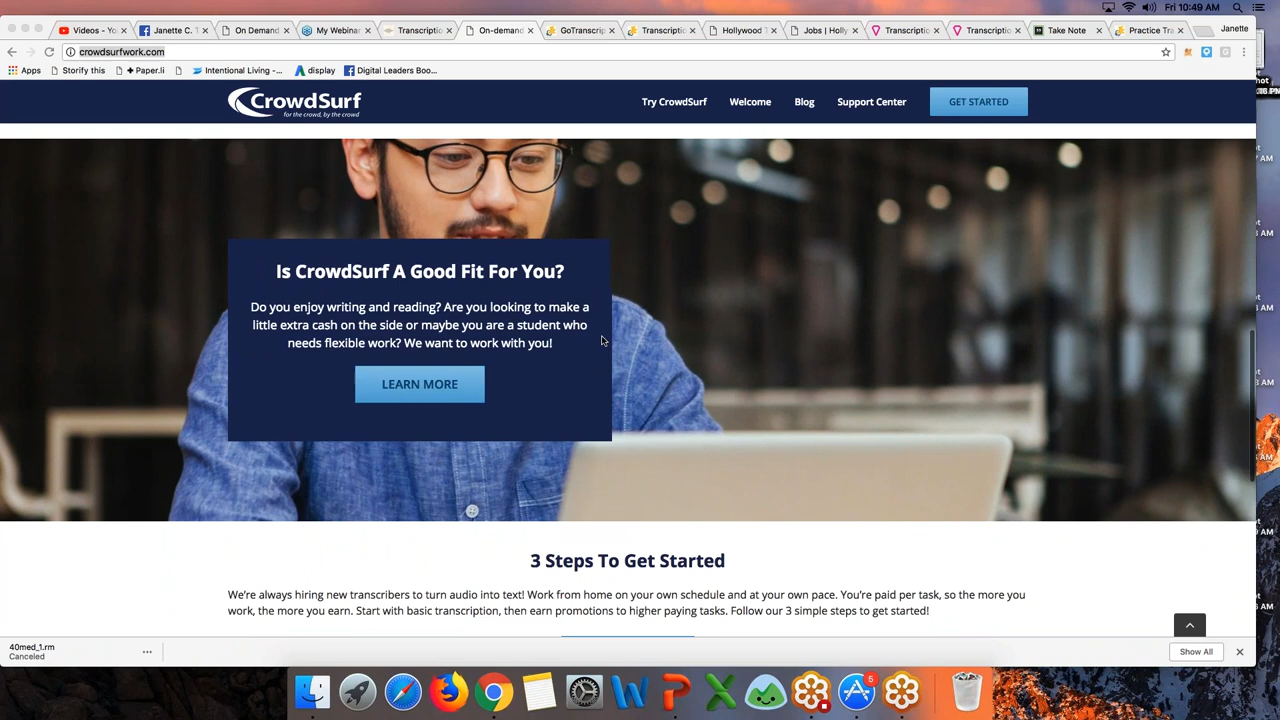 Fri 10:49 AM
Videos - Yo
Janette C. T
On Demand
My Webinar
Transcriptio
On-demand
GoTranscrip
Transcriptio
Hollywood T
Jobs | Holly
Transcriptio
Transcriptio
Take Note
Practice Tra
Janette
crowdsurfwork.com
Apps
Storify this
Paper.li
Intentional Living -...
display
Digital Leaders Boo...
CrowdSurf
for the crowd, by the crowd
Try CrowdSurf
Welcome
Blog
Support Center
GET STARTED
Is CrowdSurf A Good Fit For You?
Do you enjoy writing and reading? Are you looking to make a
little extra cash on the side or maybe you are a student who
needs flexible work? We want to work with you!
LEARN MORE
3 Steps To Get Started
We're always hiring new transcribers to turn audio into text! Work from home on your own schedule and at your own pace. You're paid per task, so the more you
work, the more you earn. Start with basic transcription, then earn promotions to higher paying tasks. Follow our 3 simple steps to get started!
40med_1.rm
Canceled
Show All
5